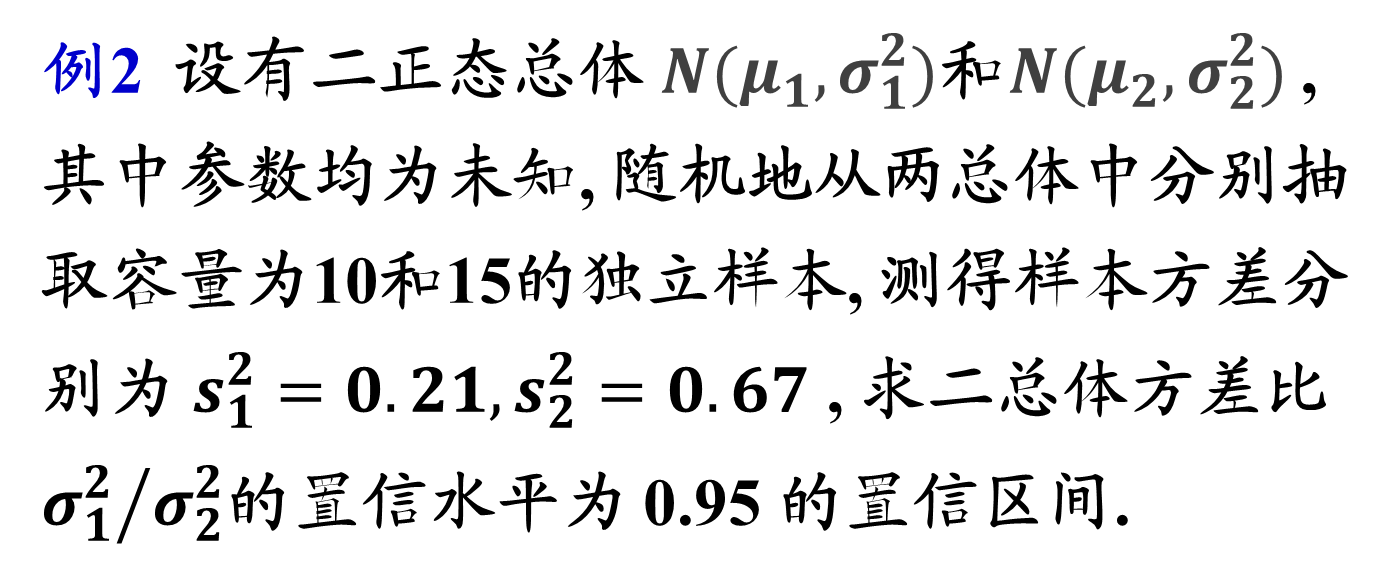 例2 设有二正态总体 N(μ₁,σ₁²)和N(μ₂,σ₂²) ,
其中参数均为未知, 随机地从两总体中分别抽
取容量为10和15的独立样本, 测得样本方差分
别为 s₁² = 0.21, s₂² = 0.67 , 求二总体方差比
σ₁²/σ₂²的置信水平为 0.95 的置信区间.